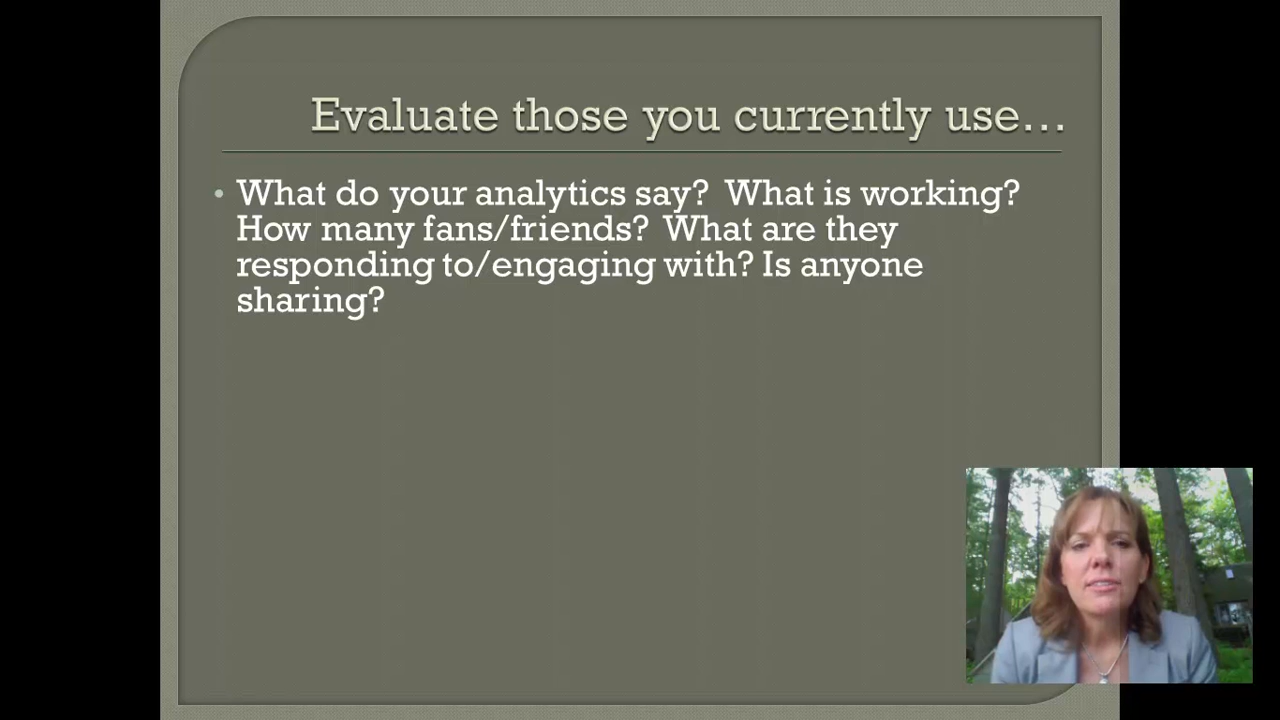 Evaluate those you currently use…
• What do your analytics say?  What is working?
How many fans/friends?  What are they
responding to/engaging with? Is anyone
sharing?